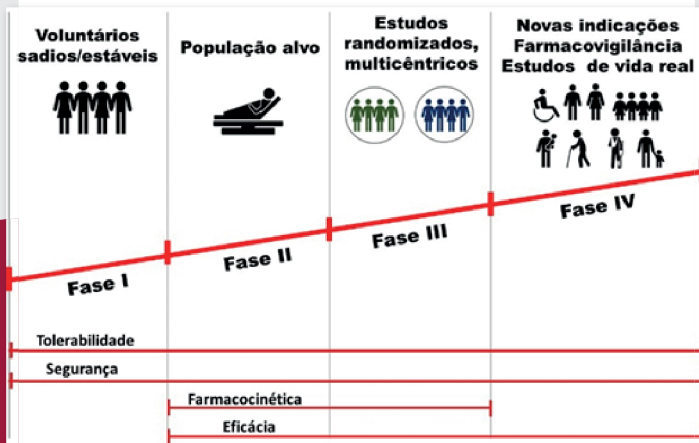 Voluntários
sadios/estáveis
População alvo
Estudos
randomizados,
multicêntricos
Novas indicações
Farmacovigilância
Estudos de vida real
Fase I
Fase II
Fase III
Fase IV
Tolerabilidade
Segurança
Farmacocinética
Eficácia